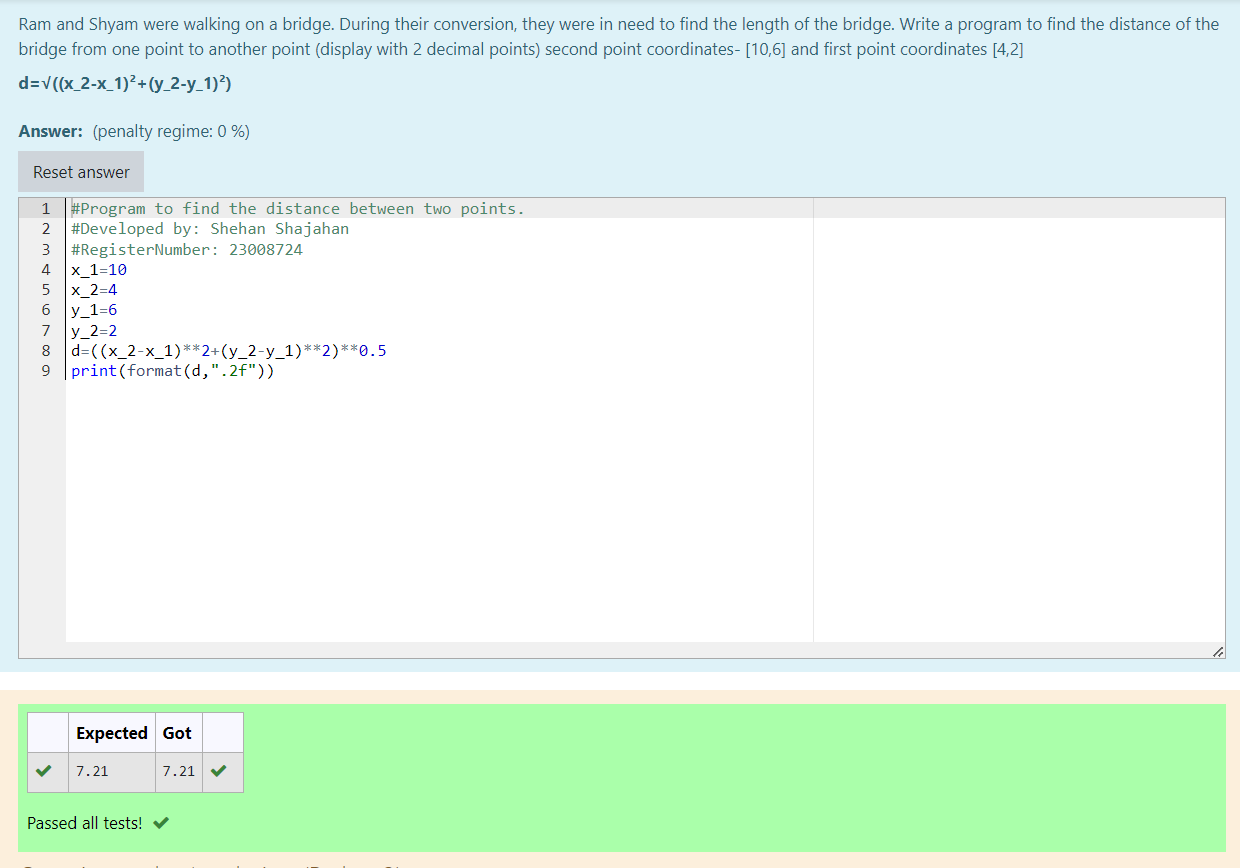 Ram and Shyam were walking on a bridge. During their conversion, they were in need to find the length of the bridge. Write a program to find the distance of the
bridge from one point to another point (display with 2 decimal points) second point coordinates- [10,6] and first point coordinates [4,2]
d=√((x_2-x_1)²+(y_2-y_1)²)
Answer: (penalty regime: 0 %)
Reset answer
1 #Program to find the distance between two points.
2 #Developed by: Shehan Shajahan
3 #RegisterNumber: 23008724
4 x_1=10
5 x_2=4
6 y_1=6
7 y_2=2
8 d=((x_2-x_1)**2+(y_2-y_1)**2)**0.5
9 print(format(d,".2f"))
Expected Got
7.21 7.21
Passed all tests!